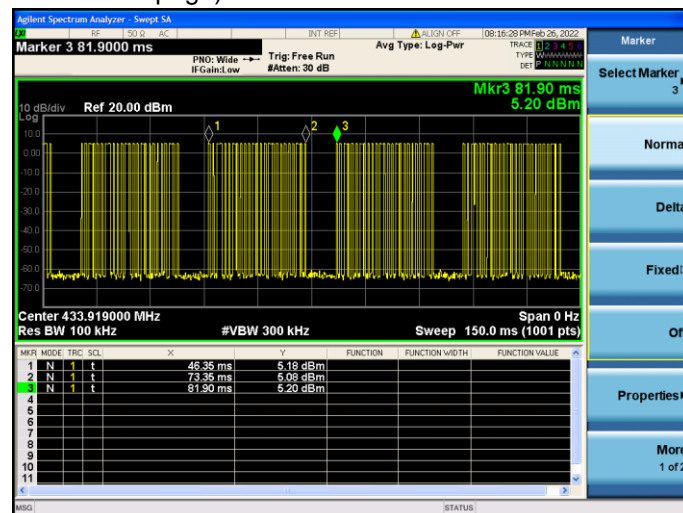 Agilent Spectrum Analyzer - Swept SA
RF 50 Ω AC INT REF ALIGN OFF 08:16:28 PM Feb 26, 2022
Marker 3 81.9000 ms
PNO: Wide
IFGain:Low
Trig: Free Run
#Atten: 30 dB
Avg Type: Log-Pwr
TRACE 1 2 3 4 5 6
TYPE
DET P N N N N N
Mkr3 81.90 ms
5.20 dBm
10 dB/div Ref 20.00 dBm
Log
10.0
0.00
-10.0
-20.0
-30.0
-40.0
-50.0
-60.0
-70.0
1
2
3
Center 433.919000 MHz Span 0 Hz
Res BW 100 kHz #VBW 300 kHz Sweep 150.0 ms (1001 pts)
MKR MODE TRC SCL X Y FUNCTION FUNCTION WIDTH FUNCTION VALUE
1 N 1 t 46.35 ms 5.18 dBm
2 N 1 t 73.35 ms 5.08 dBm
3 N 1 t 81.90 ms 5.20 dBm
4
5
6
7
8
9
10
11
MSG STATUS
Marker
Select Marker
3
Norma
Delta
Fixed
Of
Properties
More
1 of 2